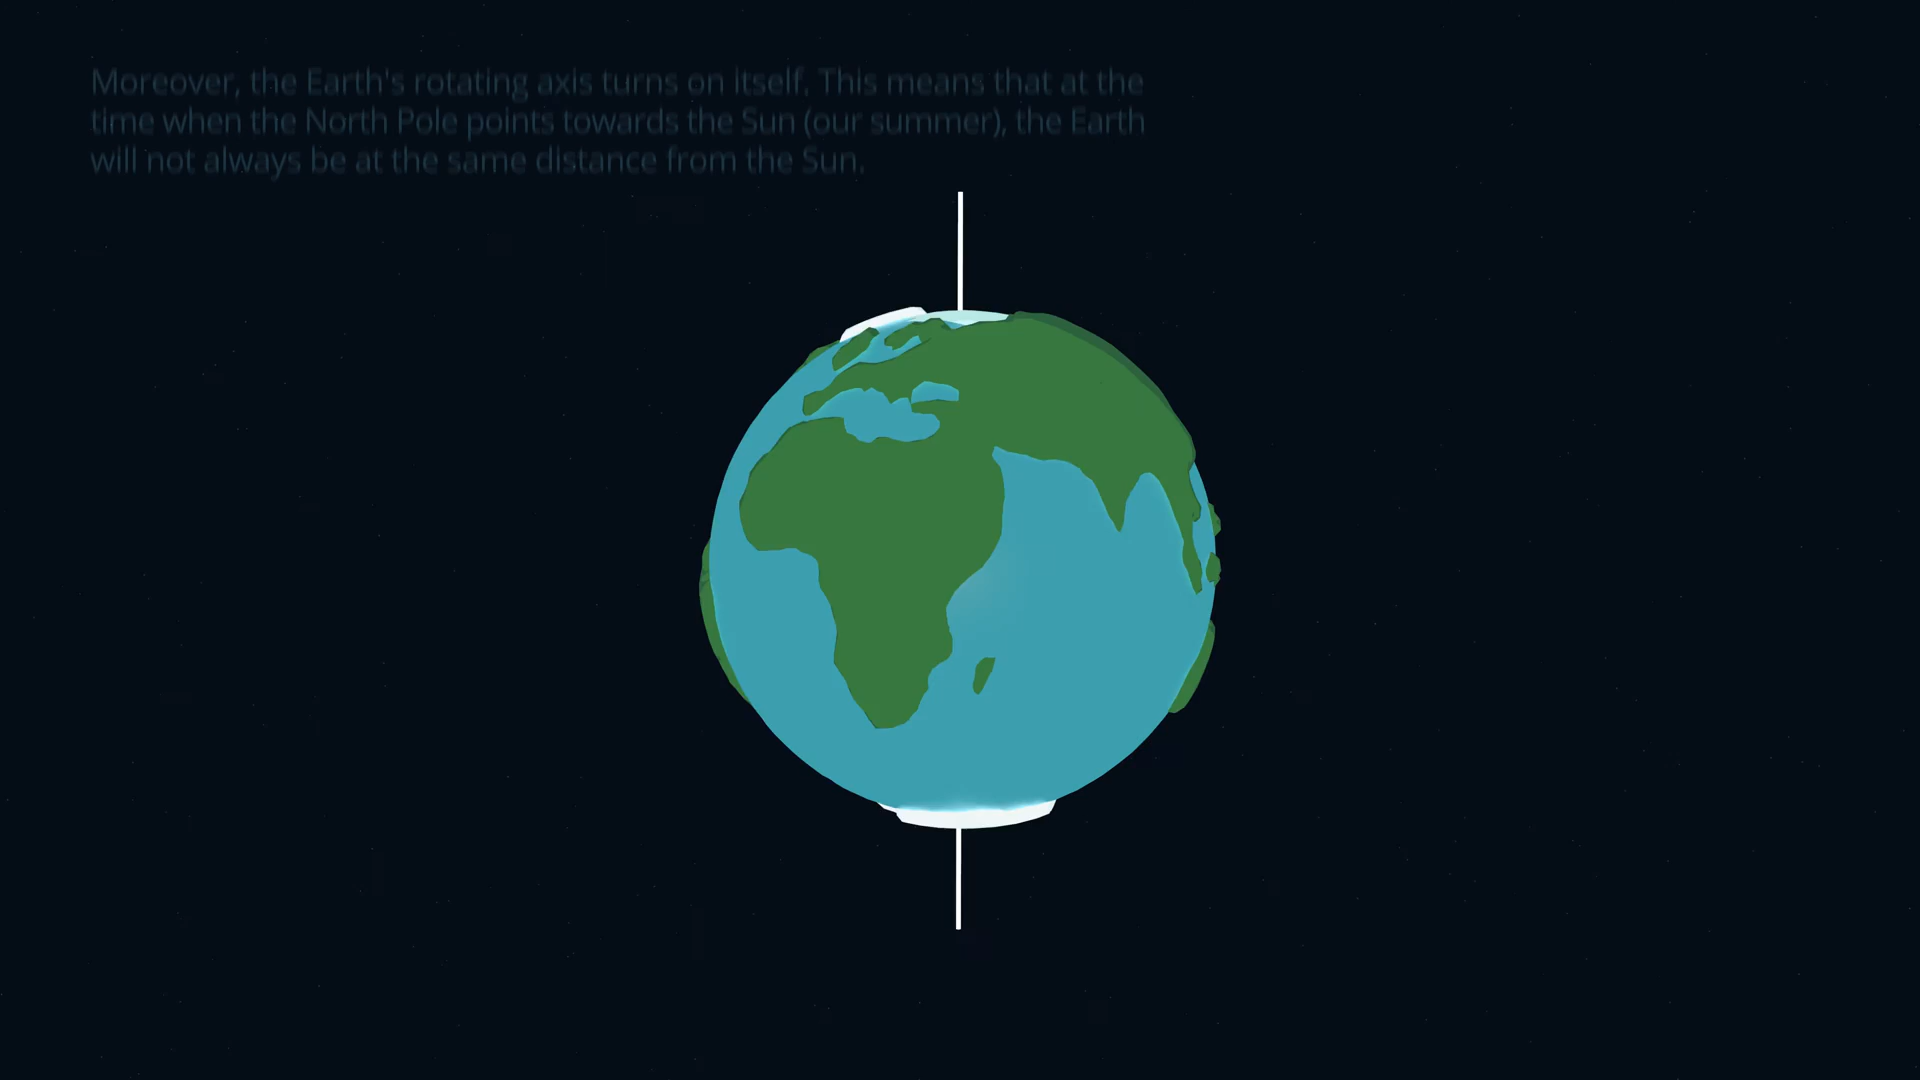 Moreover, the Earth's rotating axis turns on itself. This means that at the
time when the North Pole points towards the Sun (our summer), the Earth
will not always be at the same distance from the Sun.